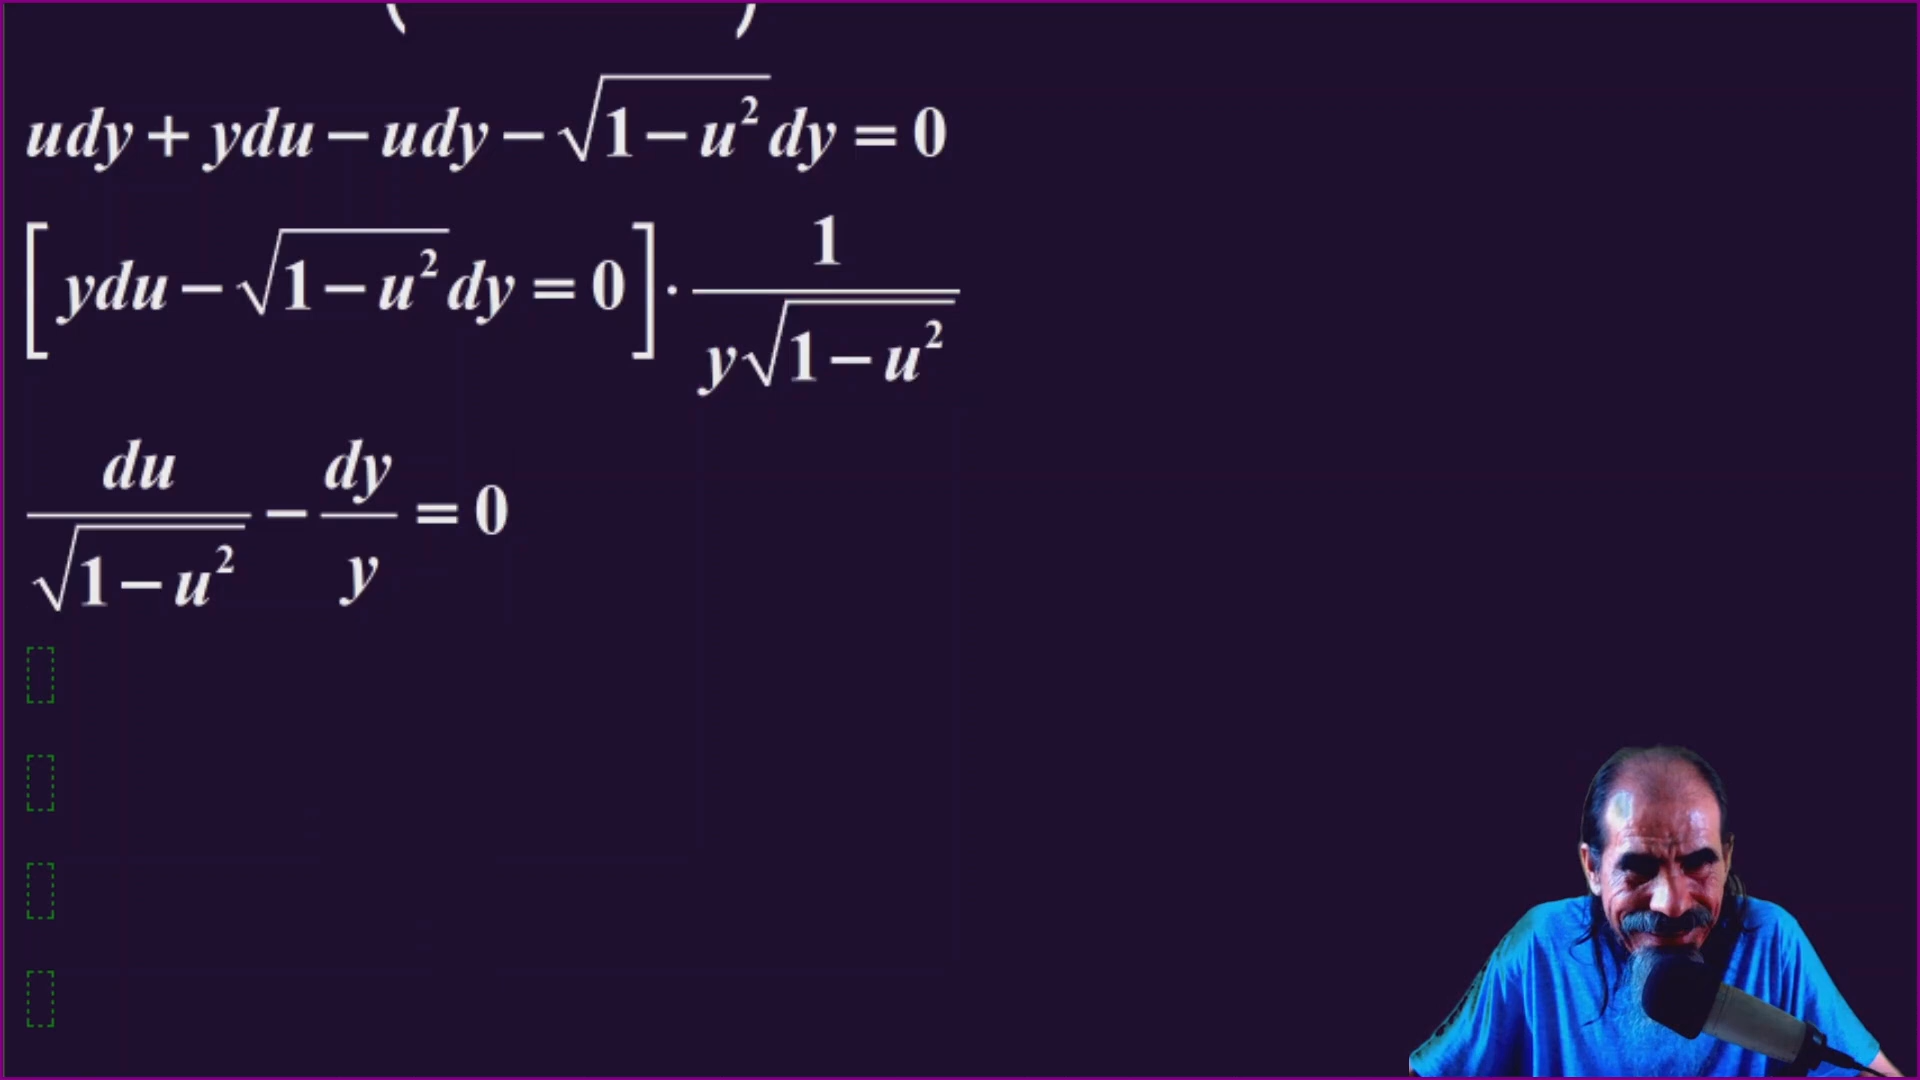 ( )
udy + ydu − udy − √(1 − u²) dy = 0
[ydu − √(1 − u²) dy = 0] · 1 / (y√(1 − u²))
du / √(1 − u²) − dy / y = 0